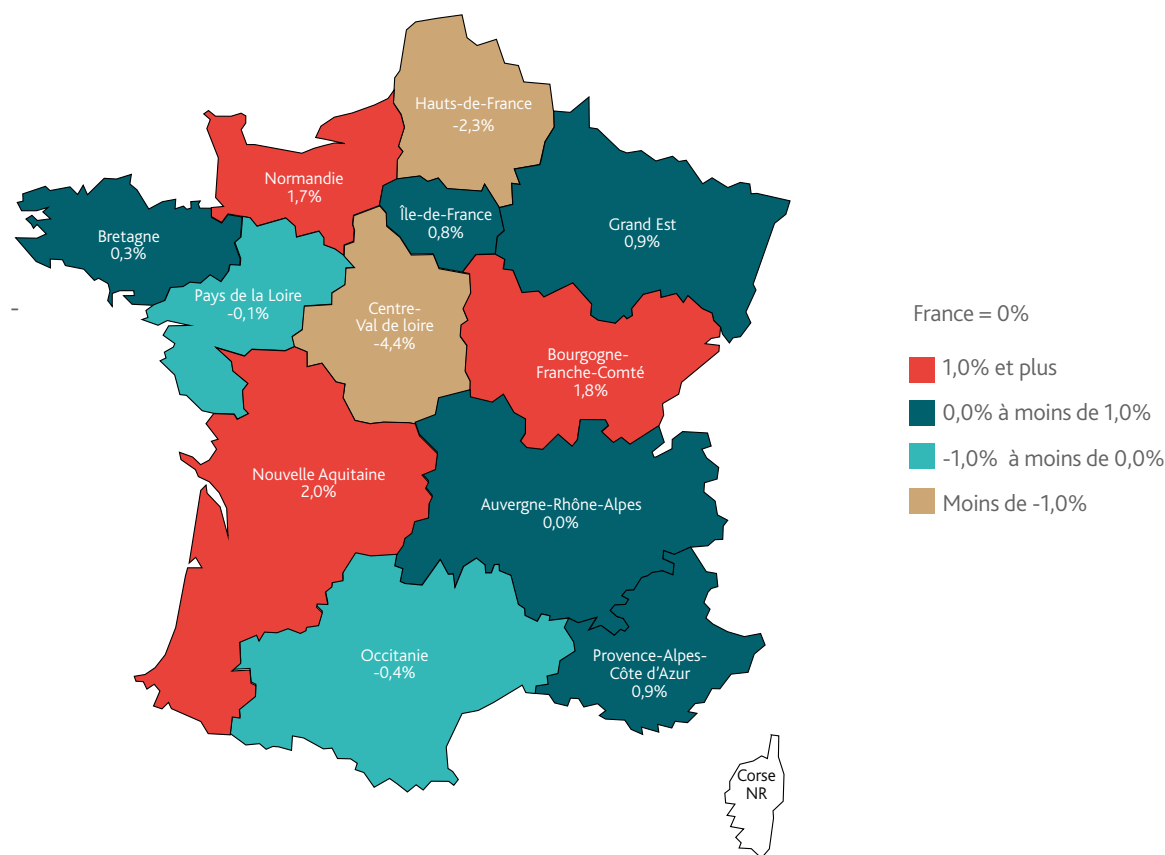 Hauts-de-France
-2,3%
Normandie
1,7%
Île-de-France
0,8%
Grand Est
0,9%
Bretagne
0,3%
Pays de la Loire
-0,1%
Centre-
Val de loire
-4,4%
Bourgogne-
Franche-Comté
1,8%
Nouvelle Aquitaine
2,0%
Auvergne-Rhône-Alpes
0,0%
Occitanie
-0,4%
Provence-Alpes-
Côte d'Azur
0,9%
Corse
NR
-
France = 0%
1,0% et plus
0,0% à moins de 1,0%
-1,0% à moins de 0,0%
Moins de -1,0%